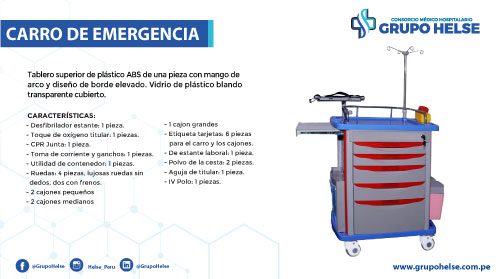 CARRO DE EMERGENCIA
CONSORCIO MÉDICO HOSPITALARIO
GRUPO HELSE
Tablero superior de plástico ABS de una pieza con mango de
arco y diseño de borde elevado. Vidrio de plástico blando
transparente cubierto.
CARACTERÍSTICAS:
- Desfibrilador estante: 1 pieza.
- Toque de oxígeno titular: 1 piezas.
- CPR Junta: 1 pieza.
- Toma de corriente y ganchos: 1 piezas.
- Utilidad de contenedor: 1 piezas.
- Ruedas: 4 piezas, lujosas ruedas sin
dedos, dos con frenos.
- 2 cajones pequeños
- 2 cajones medianos
- 1 cajon grandes
- Etiqueta tarjetas: 6 piezas
para el carro y los cajones.
- De estante laboral: 1 pieza.
- Polvo de la cesta: 2 piezas.
- Aguja de titular: 1 pieza.
- IV Polo: 1 piezas.
@GrupoHelse
Helse_Peru
@GrupoHelse
www.grupohelse.com.pe